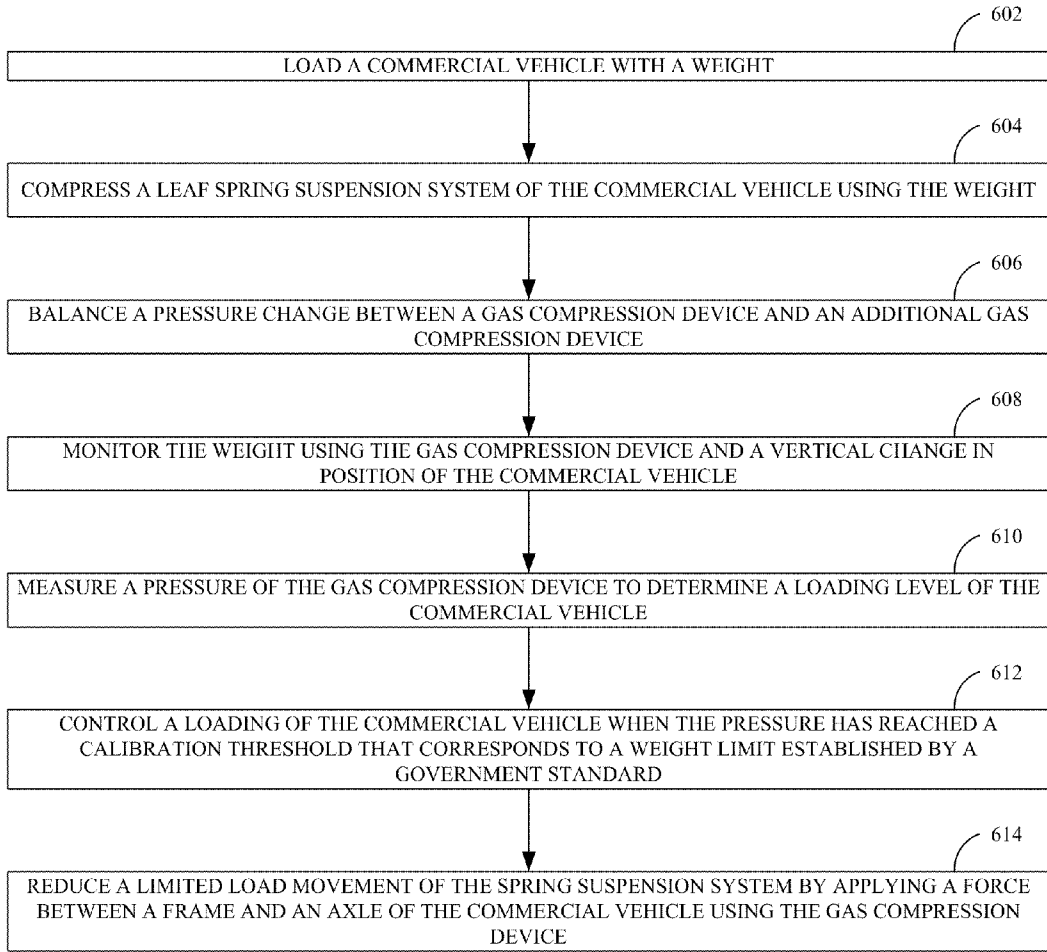 602
LOAD A COMMERCIAL VEHICLE WITH A WEIGHT
604
COMPRESS A LEAF SPRING SUSPENSION SYSTEM OF THE COMMERCIAL VEHICLE USING THE WEIGHT
606
BALANCE A PRESSURE CHANGE BETWEEN A GAS COMPRESSION DEVICE AND AN ADDITIONAL GAS
COMPRESSION DEVICE
608
MONITOR THE WEIGHT USING THE GAS COMPRESSION DEVICE AND A VERTICAL CHANGE IN
POSITION OF THE COMMERCIAL VEHICLE
610
MEASURE A PRESSURE OF THE GAS COMPRESSION DEVICE TO DETERMINE A LOADING LEVEL OF THE
COMMERCIAL VEHICLE
612
CONTROL A LOADING OF THE COMMERCIAL VEHICLE WHEN THE PRESSURE HAS REACHED A
CALIBRATION THRESHOLD THAT CORRESPONDS TO A WEIGHT LIMIT ESTABLISHED BY A
GOVERNMENT STANDARD
614
REDUCE A LIMITED LOAD MOVEMENT OF THE SPRING SUSPENSION SYSTEM BY APPLYING A FORCE
BETWEEN A FRAME AND AN AXLE OF THE COMMERCIAL VEHICLE USING THE GAS COMPRESSION
DEVICE